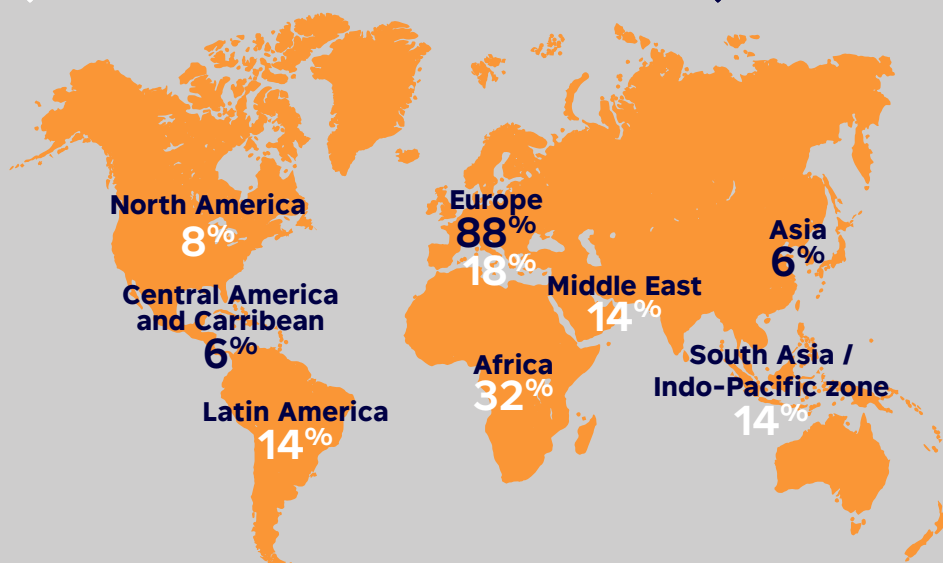 North America
8%
Central America
and Carribean
6%
Latin America
14%
Europe
88%
18%
Middle East
14%
Africa
32%
Asia
6%
South Asia /
Indo-Pacific zone
14%